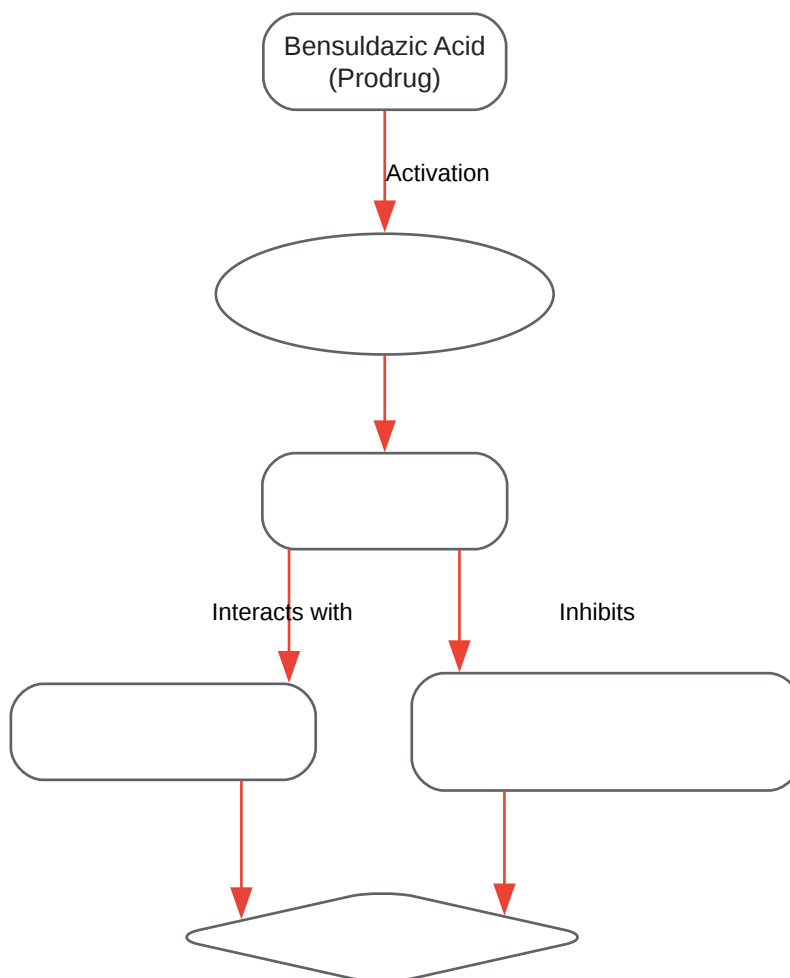 Bensuldazic Acid
(Prodrug)
Activation
Interacts with
Inhibits